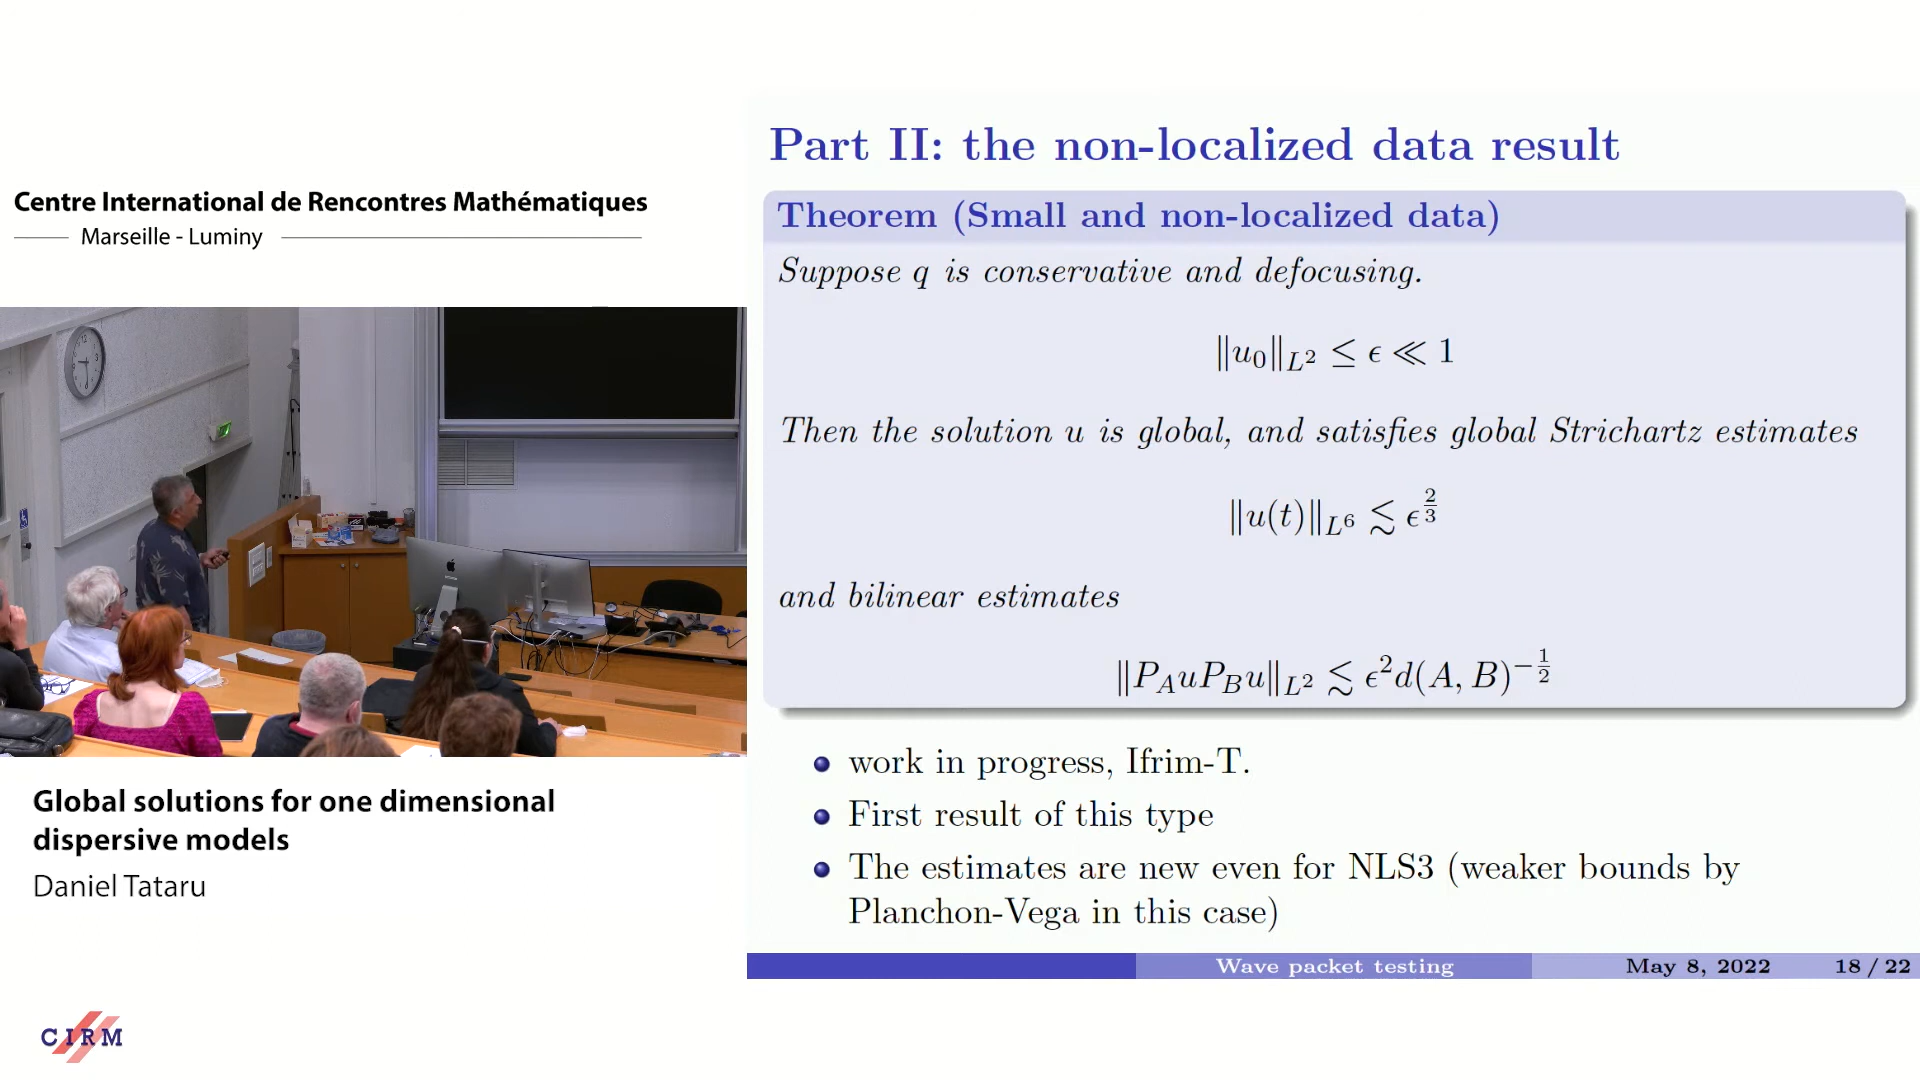 Centre International de Rencontres Mathématiques
Marseille - Luminy
Global solutions for one dimensional
dispersive models
Daniel Tataru
CIRM
Part II: the non-localized data result
Theorem (Small and non-localized data)
Suppose q is conservative and defocusing.
‖u₀‖_{L²} ≤ ϵ ≪ 1
Then the solution u is global, and satisfies global Strichartz estimates
‖u(t)‖_{L⁶} ≲ ϵ^{2/3}
and bilinear estimates
‖P_A u P_B u‖_{L²} ≲ ϵ² d(A, B)^{−1/2}
work in progress, Ifrim-T.
First result of this type
The estimates are new even for NLS3 (weaker bounds by
Planchon-Vega in this case)
Wave packet testing May 8, 2022 18 / 22